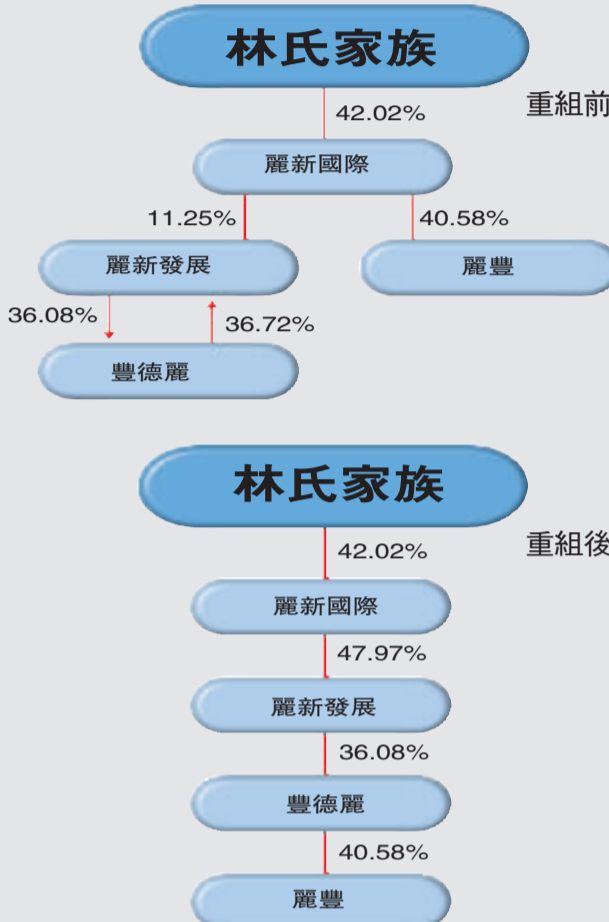 林氏家族
重組前
42.02%
麗新國際
11.25%
40.58%
麗新發展
麗豐
36.08%
36.72%
豐德麗
林氏家族
重組後
42.02%
麗新國際
47.97%
麗新發展
36.08%
豐德麗
40.58%
麗豐